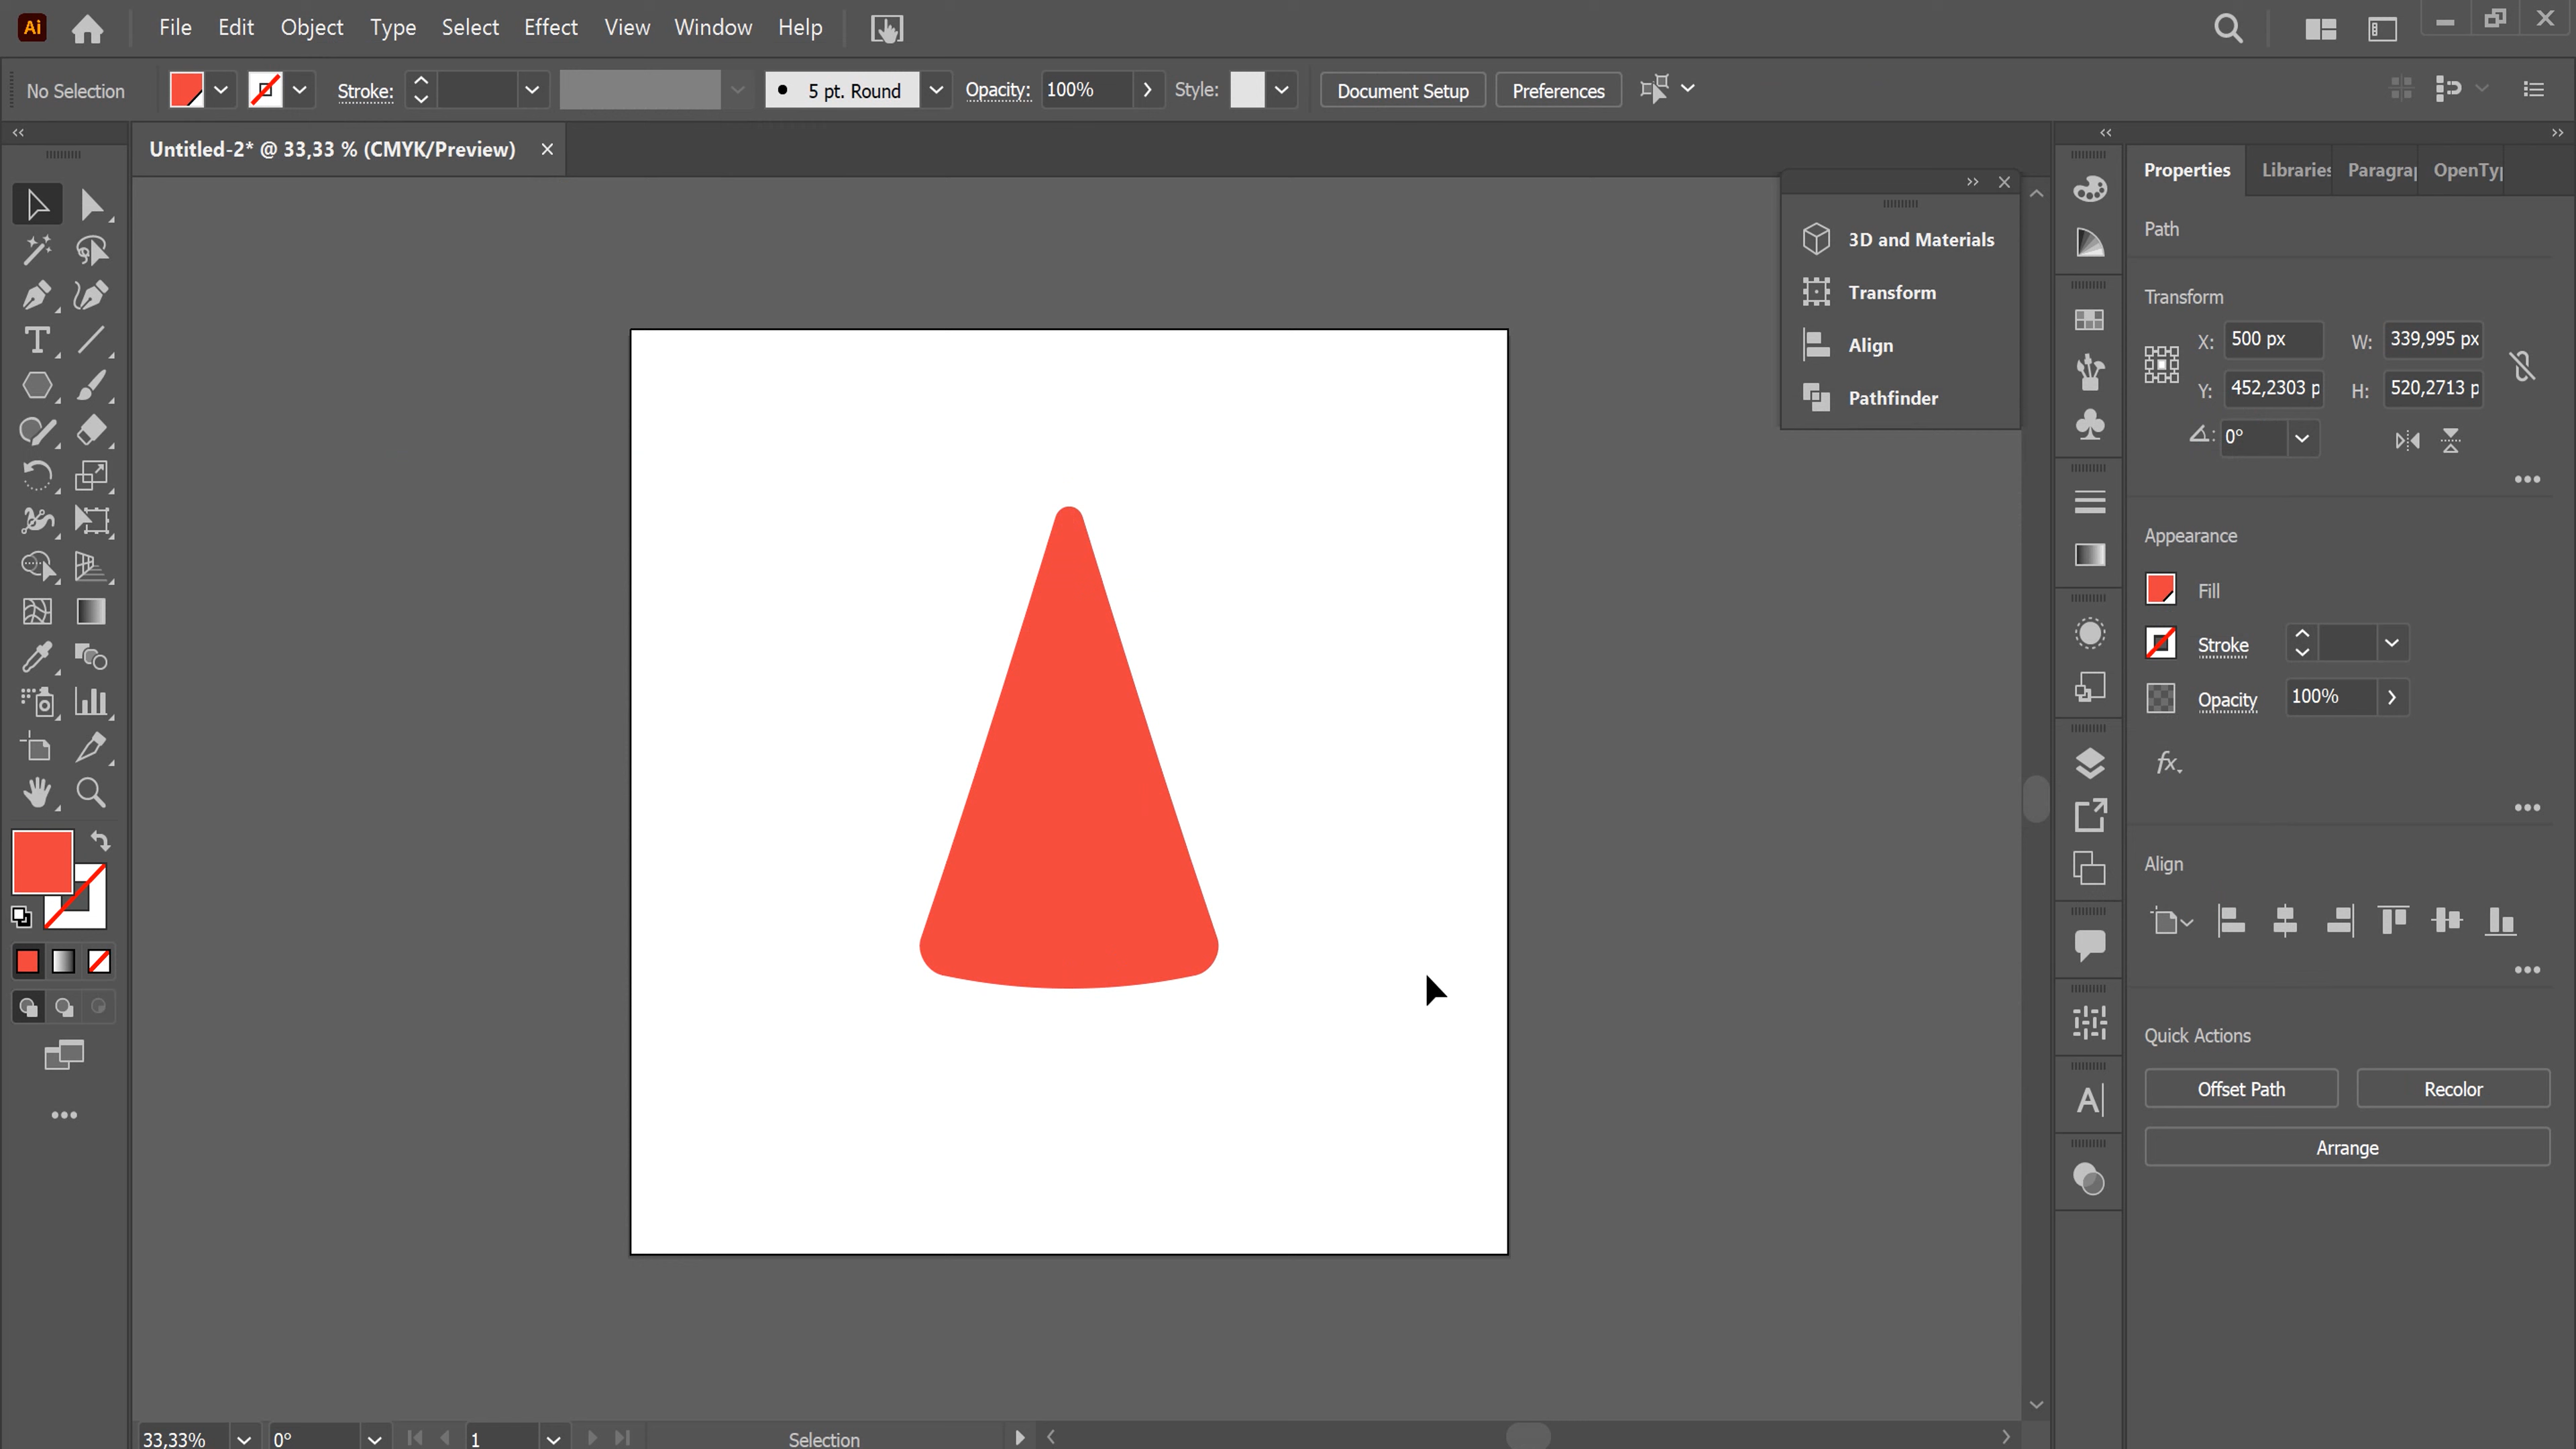 Ai File Edit Object Type Select Effect View Window Help
No Selection Stroke: 5 pt. Round Opacity: 100% Style: Document Setup Preferences
Untitled-2* @ 33,33 % (CMYK/Preview)
3D and Materials
Transform
Align
Pathfinder
Properties Libraries Paragra OpenTy
Path
Transform
X: 500 px W: 339,995 px
Y: 452,2303 p H: 520,2713 p
0°
Appearance
Fill
Stroke
Opacity 100%
fx
Align
Quick Actions
Offset Path Recolor
Arrange
33,33% 0° 1 Selection